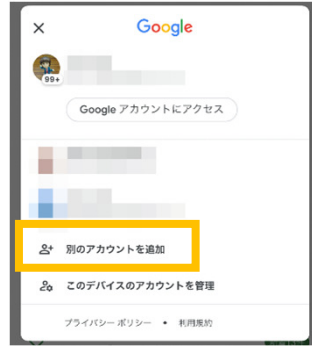 × Google
99+
Google アカウントにアクセス
別のアカウントを追加
このデバイスのアカウントを管理
プライバシー ポリシー • 利用規約